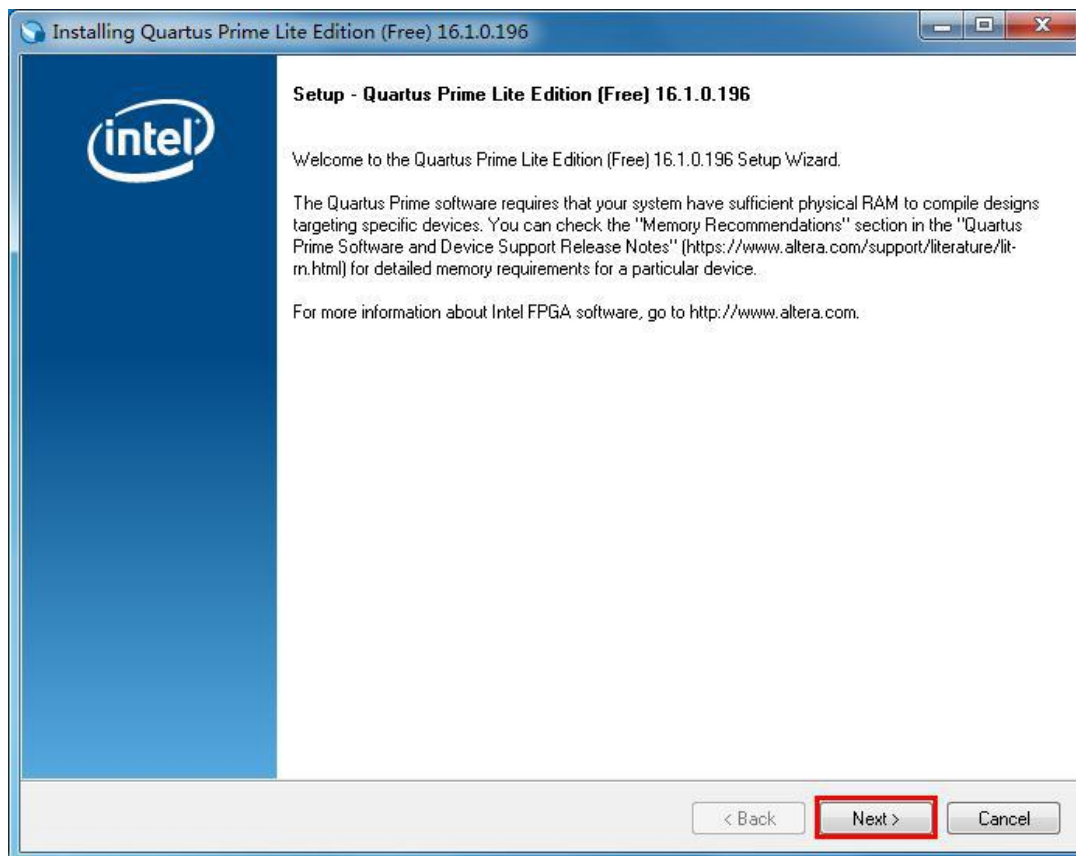 Installing Quartus Prime Lite Edition (Free) 16.1.0.196
intel
Setup - Quartus Prime Lite Edition (Free) 16.1.0.196
Welcome to the Quartus Prime Lite Edition (Free) 16.1.0.196 Setup Wizard.
The Quartus Prime software requires that your system have sufficient physical RAM to compile designs
targeting specific devices. You can check the "Memory Recommendations" section in the "Quartus
Prime Software and Device Support Release Notes" (https://www.altera.com/support/literature/lit-
rn.html) for detailed memory requirements for a particular device.
For more information about Intel FPGA software, go to http://www.altera.com.
< Back
Next >
Cancel